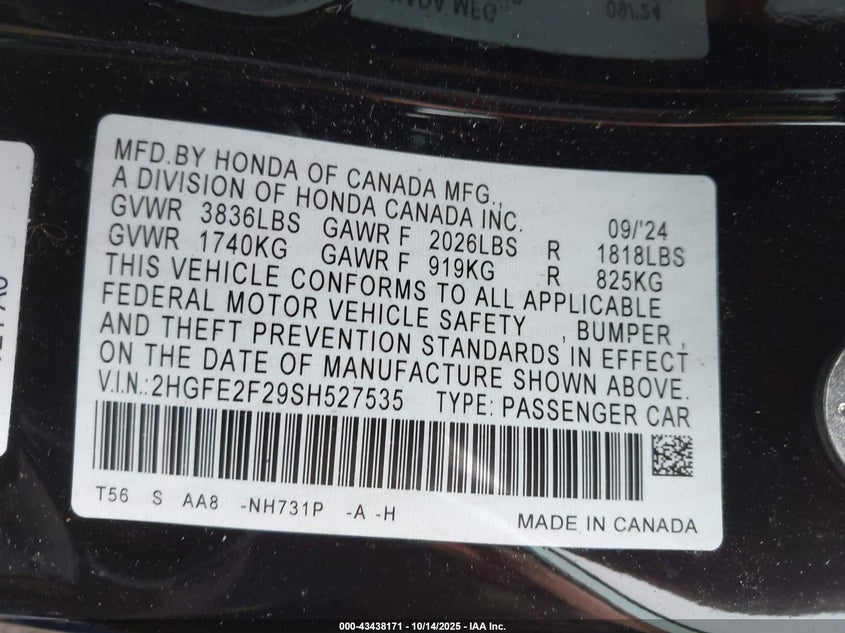 MFD.BY HONDA OF CANADA MFG.,
A DIVISION OF HONDA CANADA INC. 09/'24
GVWR 3836LBS GAWR F 2026LBS R 1818LBS
GVWR 1740KG GAWR F 919KG R 825KG
THIS VEHICLE CONFORMS TO ALL APPLICABLE
FEDERAL MOTOR VEHICLE SAFETY , BUMPER ,
AND THEFT PREVENTION STANDARDS IN EFFECT
ON THE DATE OF MANUFACTURE SHOWN ABOVE.
V.I.N.:2HGFE2F29SH527535 TYPE: PASSENGER CAR
T56 S AA8 -NH731P -A -H
MADE IN CANADA
000-43438171 | 10/14/2025 - IAA Inc.